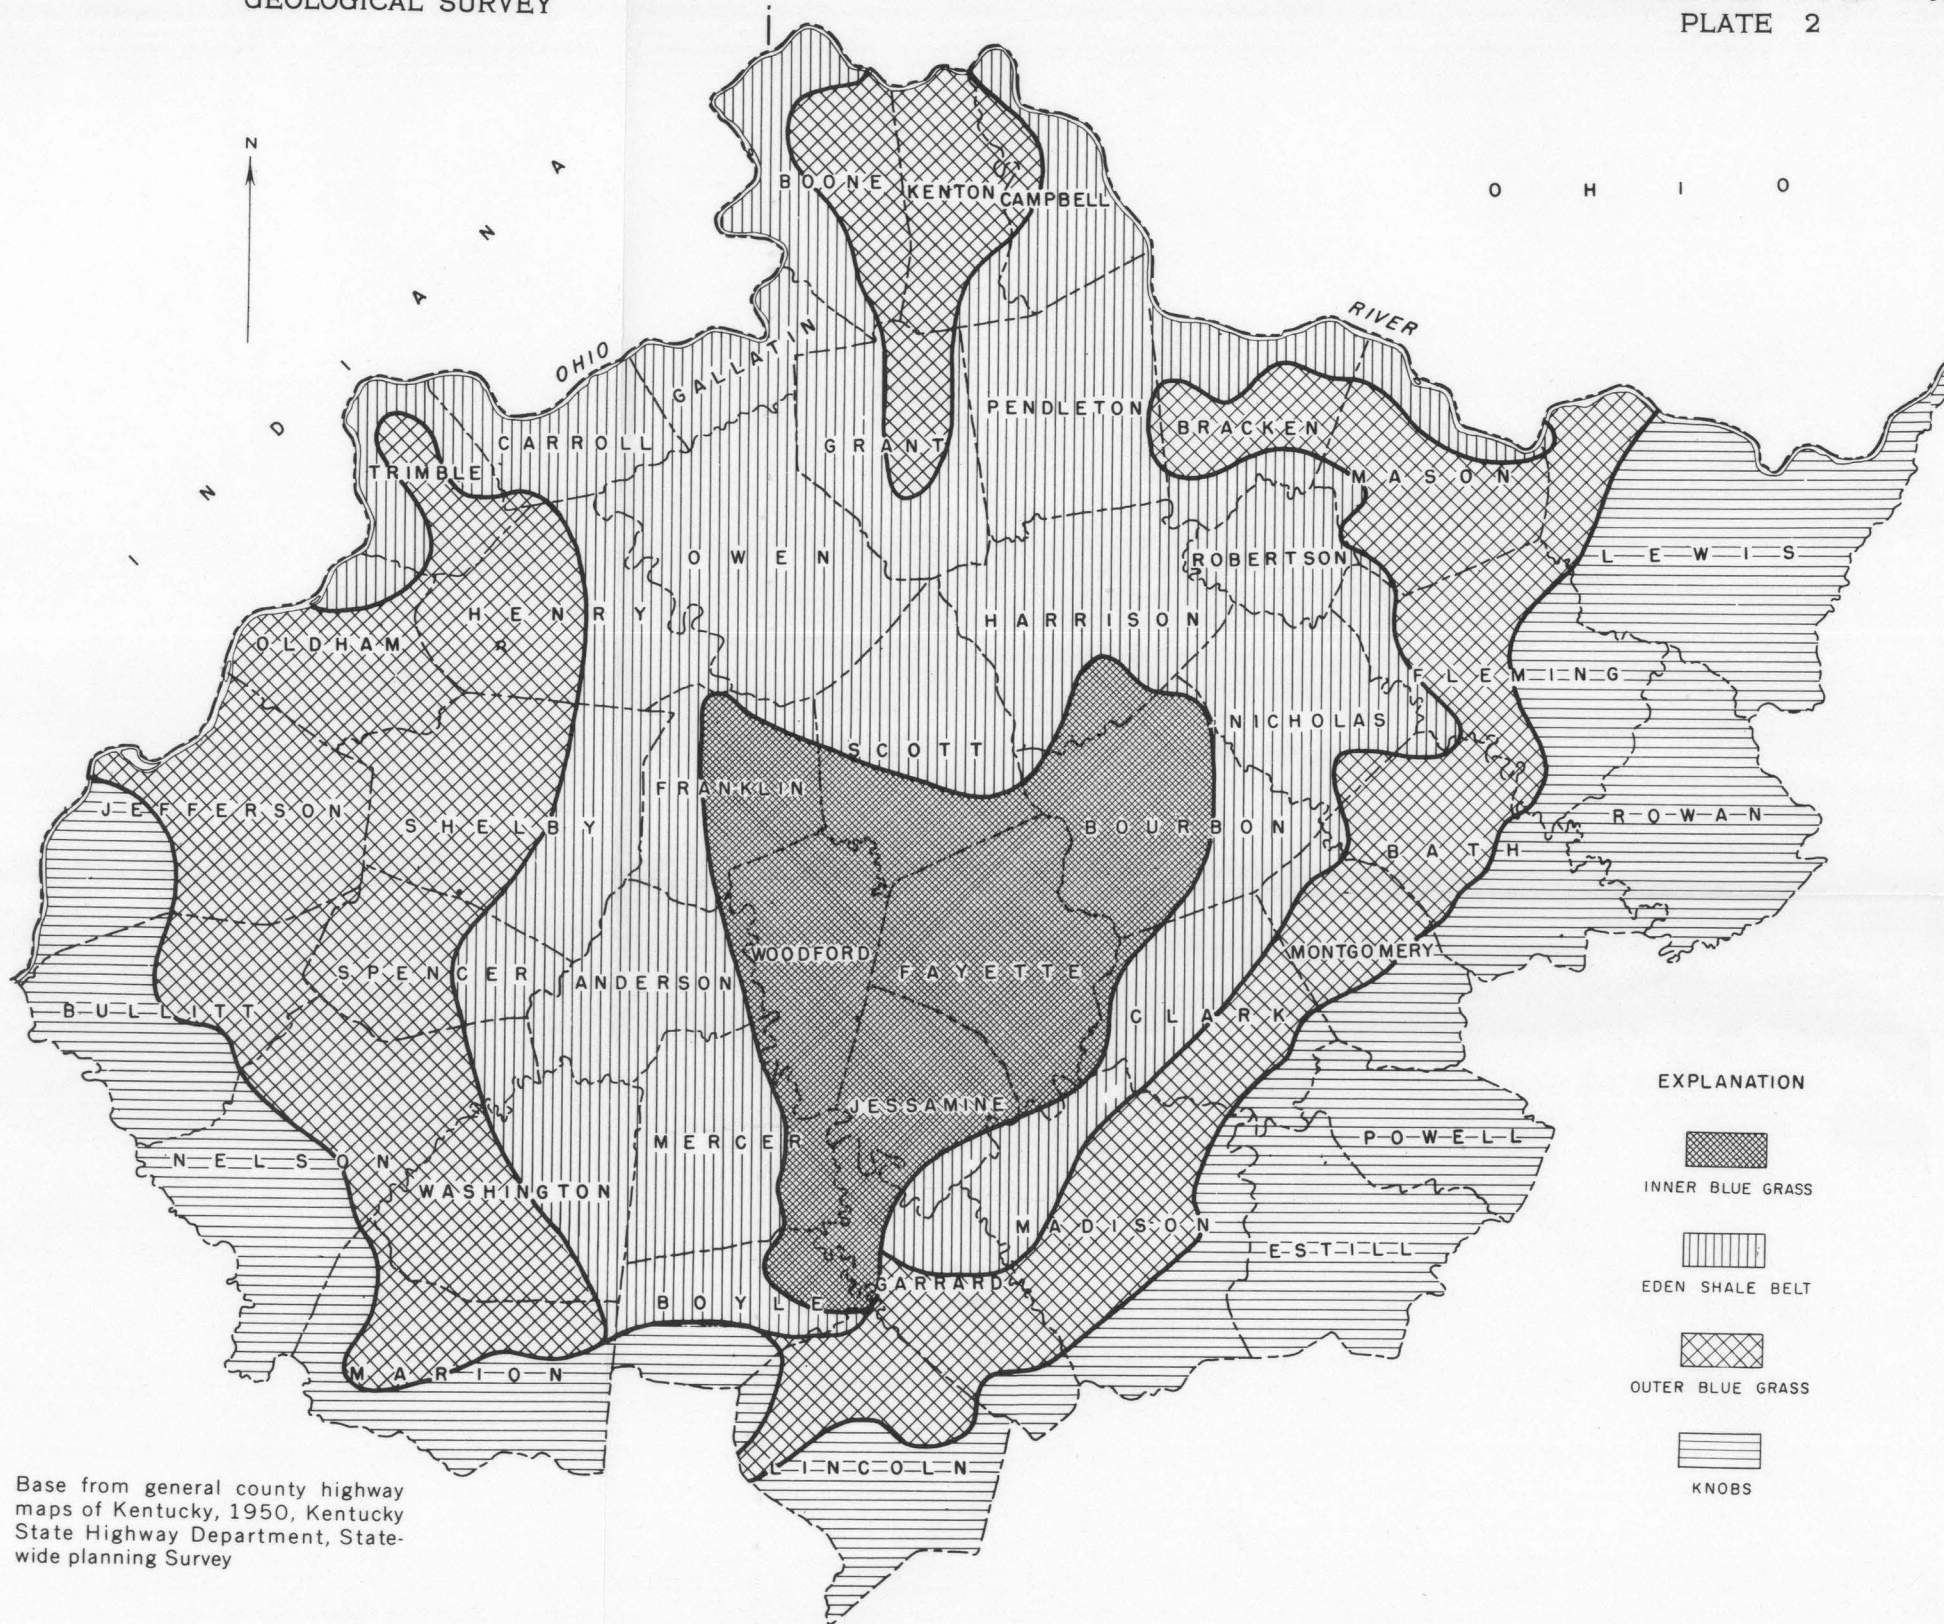 GEOLOGICAL SURVEY
PLATE 2
N
INDIANA
OHIO
OHIO
RIVER
BOONE
KENTON
CAMPBELL
GALLATIN
CARROLL
GRANT
PENDLETON
BRACKEN
MASON
TRIMBLE
OWEN
ROBERTSON
LEWIS
HENRY
HARRISON
OLDHAM
FLEMING
NICHOLAS
SCOTT
FRANKLIN
JEFFERSON
SHELBY
BOURBON
ROWAN
BATH
WOODFORD
MONTGOMERY
SPENCER
ANDERSON
FAYETTE
BULLITT
CLARK
JESSAMINE
MERCER
POWELL
NELSON
WASHINGTON
MADISON
ESTILL
GARRARD
BOYLE
MARION
LINCOLN
EXPLANATION
INNER BLUE GRASS
EDEN SHALE BELT
OUTER BLUE GRASS
KNOBS
Base from general county highway
maps of Kentucky, 1950, Kentucky
State Highway Department, State-
wide planning Survey